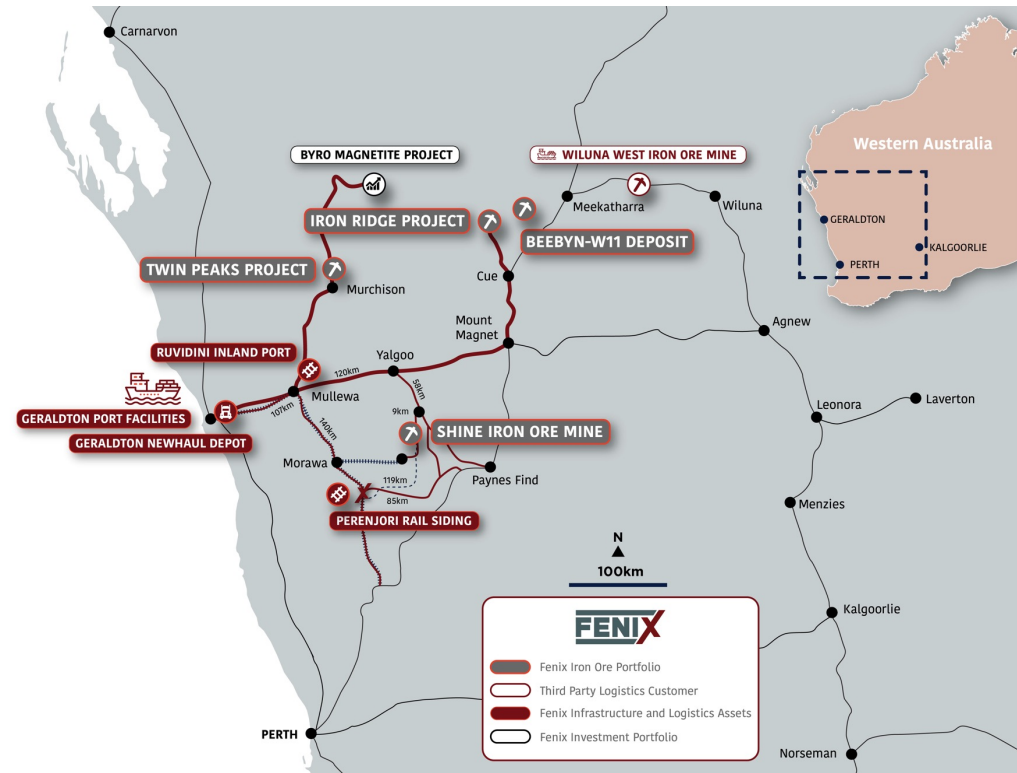 Carnarvon
BYRO MAGNETITE PROJECT
WILUNA WEST IRON ORE MINE
Western Australia
Meekatharra
Wiluna
IRON RIDGE PROJECT
BEEBYN-W11 DEPOSIT
GERALDTON
KALGOORLIE
PERTH
TWIN PEAKS PROJECT
Murchison
Cue
Mount
Magnet
Agnew
RUVIDINI INLAND PORT
Yalgoo
120km
58km
Mullewa
107km
GERALDTON PORT FACILITIES
GERALDTON NEWHAUL DEPOT
9km
140km
SHINE IRON ORE MINE
Leonora
Laverton
Morawa
119km
85km
Paynes Find
PERENJORI RAIL SIDING
Menzies
N
100km
Kalgoorlie
FENIX
Fenix Iron Ore Portfolio
Third Party Logistics Customer
Fenix Infrastructure and Logistics Assets
Fenix Investment Portfolio
PERTH
Norseman